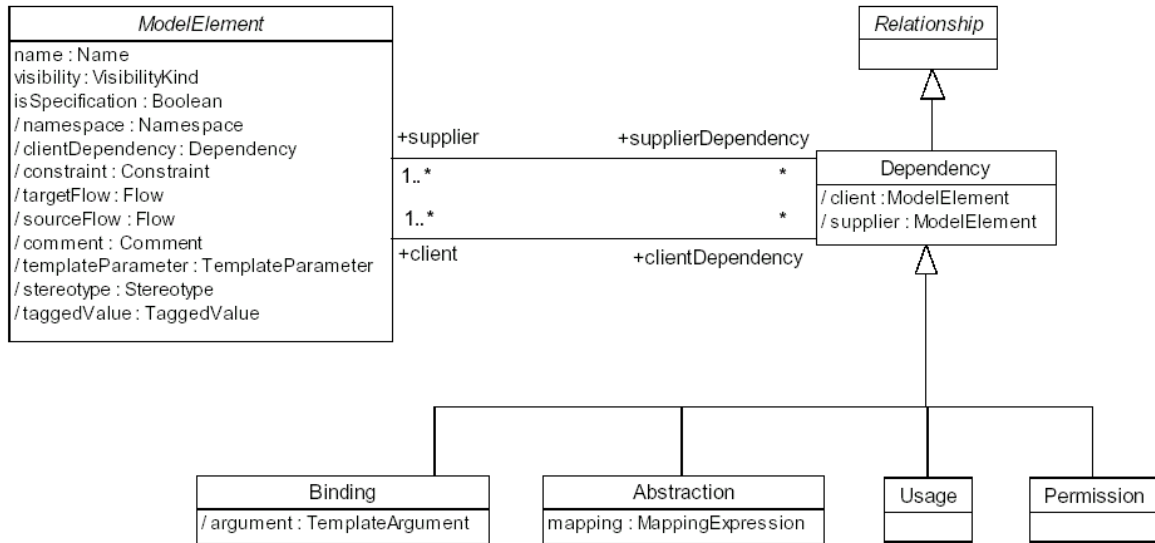 ModelElement
name : Name
visibility : VisibilityKind
isSpecification : Boolean
/ namespace : Namespace
/ clientDependency : Dependency
/ constraint : Constraint
/ targetFlow : Flow
/ sourceFlow : Flow
/ comment : Comment
/ templateParameter : TemplateParameter
/ stereotype : Stereotype
/ taggedValue : TaggedValue
+supplier
+supplierDependency
1..*
*
1..*
*
+client
+clientDependency
Relationship
Dependency
/ client : ModelElement
/ supplier : ModelElement
Binding
/ argument : TemplateArgument
Abstraction
mapping : MappingExpression
Usage
Permission